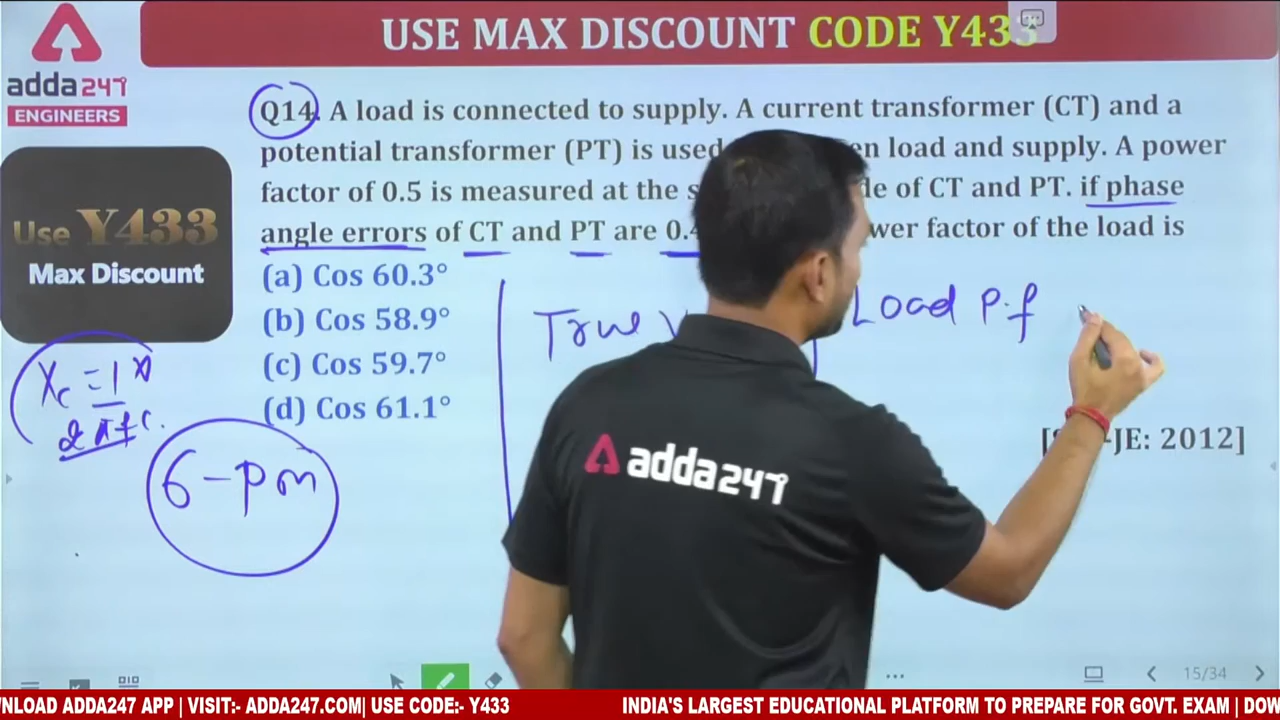 USE MAX DISCOUNT CODE Y433
adda247
ENGINEERS
Use Y433
Max Discount
Q14. A load is connected to supply. A current transformer (CT) and a
potential transformer (PT) is used en load and supply. A power
factor of 0.5 is measured at the s de of CT and PT. if phase
angle errors of CT and PT are 0.4 wer factor of the load is
(a) Cos 60.3°
(b) Cos 58.9°
(c) Cos 59.7°
(d) Cos 61.1°
True
Load P.f
Xc = 1
2πfc.
6-Pm
-JE: 2012]
adda247
15/34
NLOAD ADDA247 APP | VISIT:- ADDA247.COM| USE CODE:- Y433
INDIA'S LARGEST EDUCATIONAL PLATFORM TO PREPARE FOR GOVT. EXAM | DOW